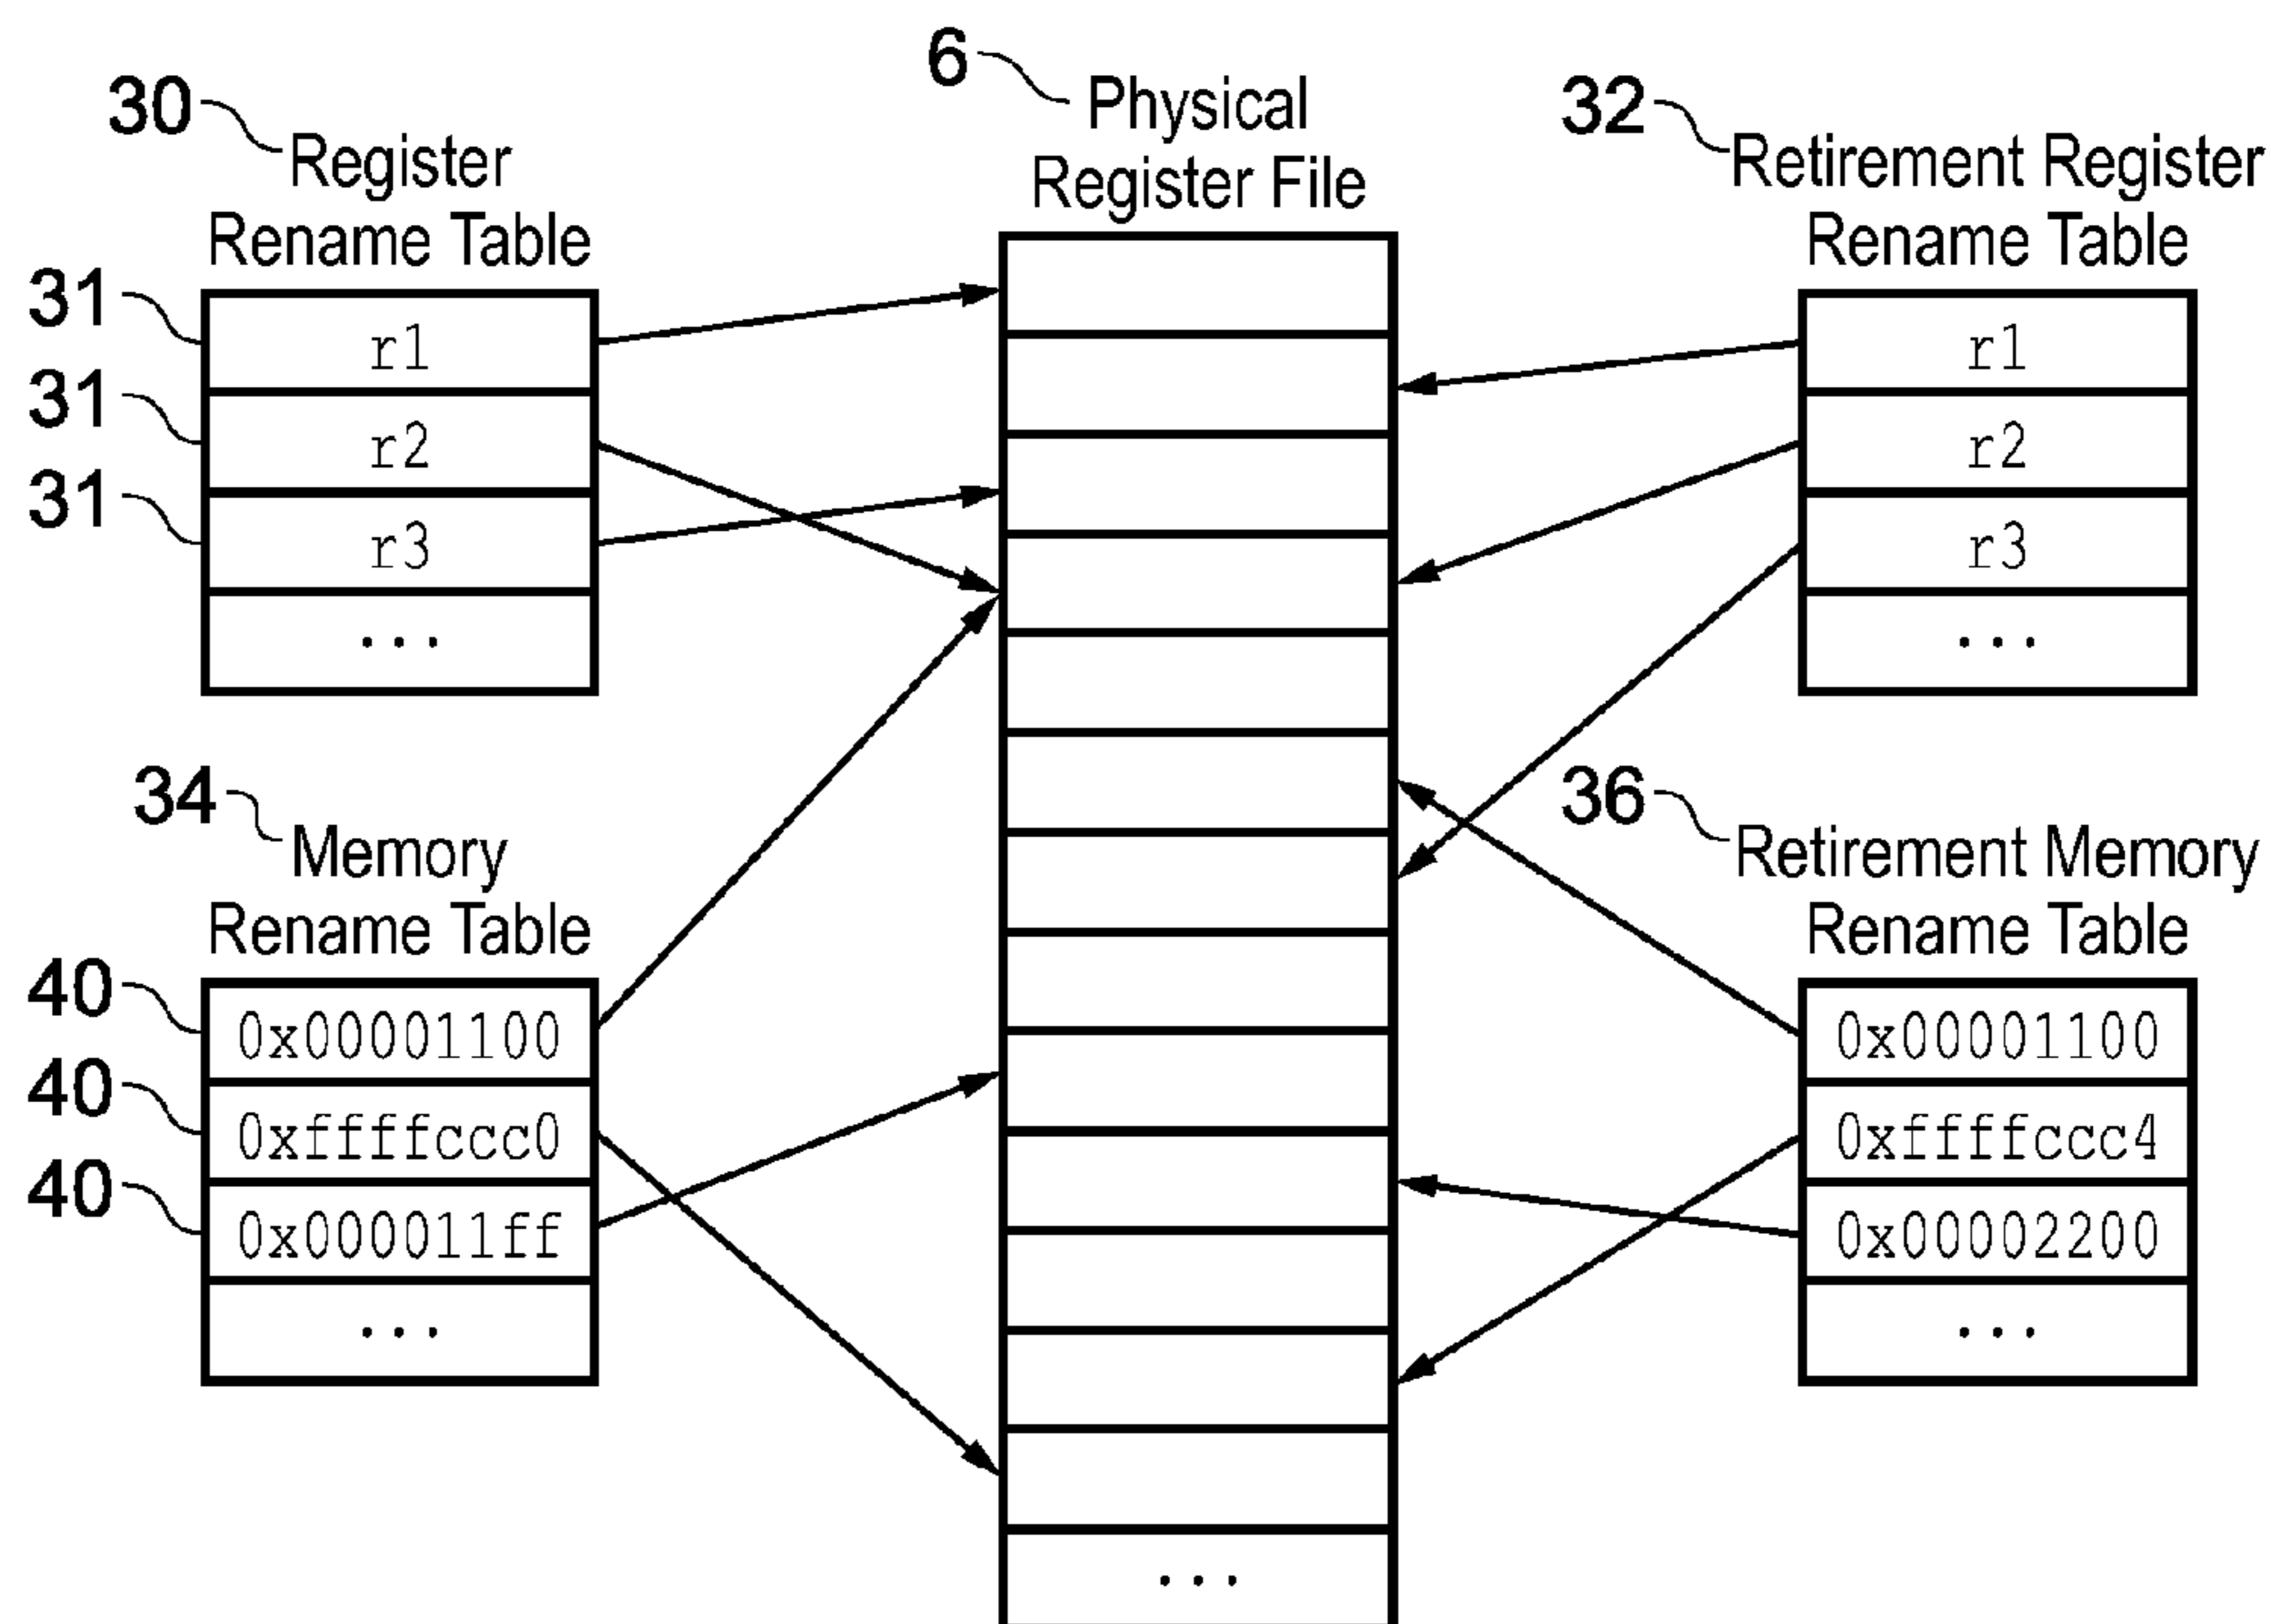 30
Register
Rename Table
31
r1
31
r2
31
r3
...
34
Memory
Rename Table
40
0x00001100
40
0xffffccc0
40
0x000011ff
...
6
Physical
Register File
...
32
Retirement Register
Rename Table
r1
r2
r3
...
36
Retirement Memory
Rename Table
0x00001100
0xffffccc4
0x00002200
...